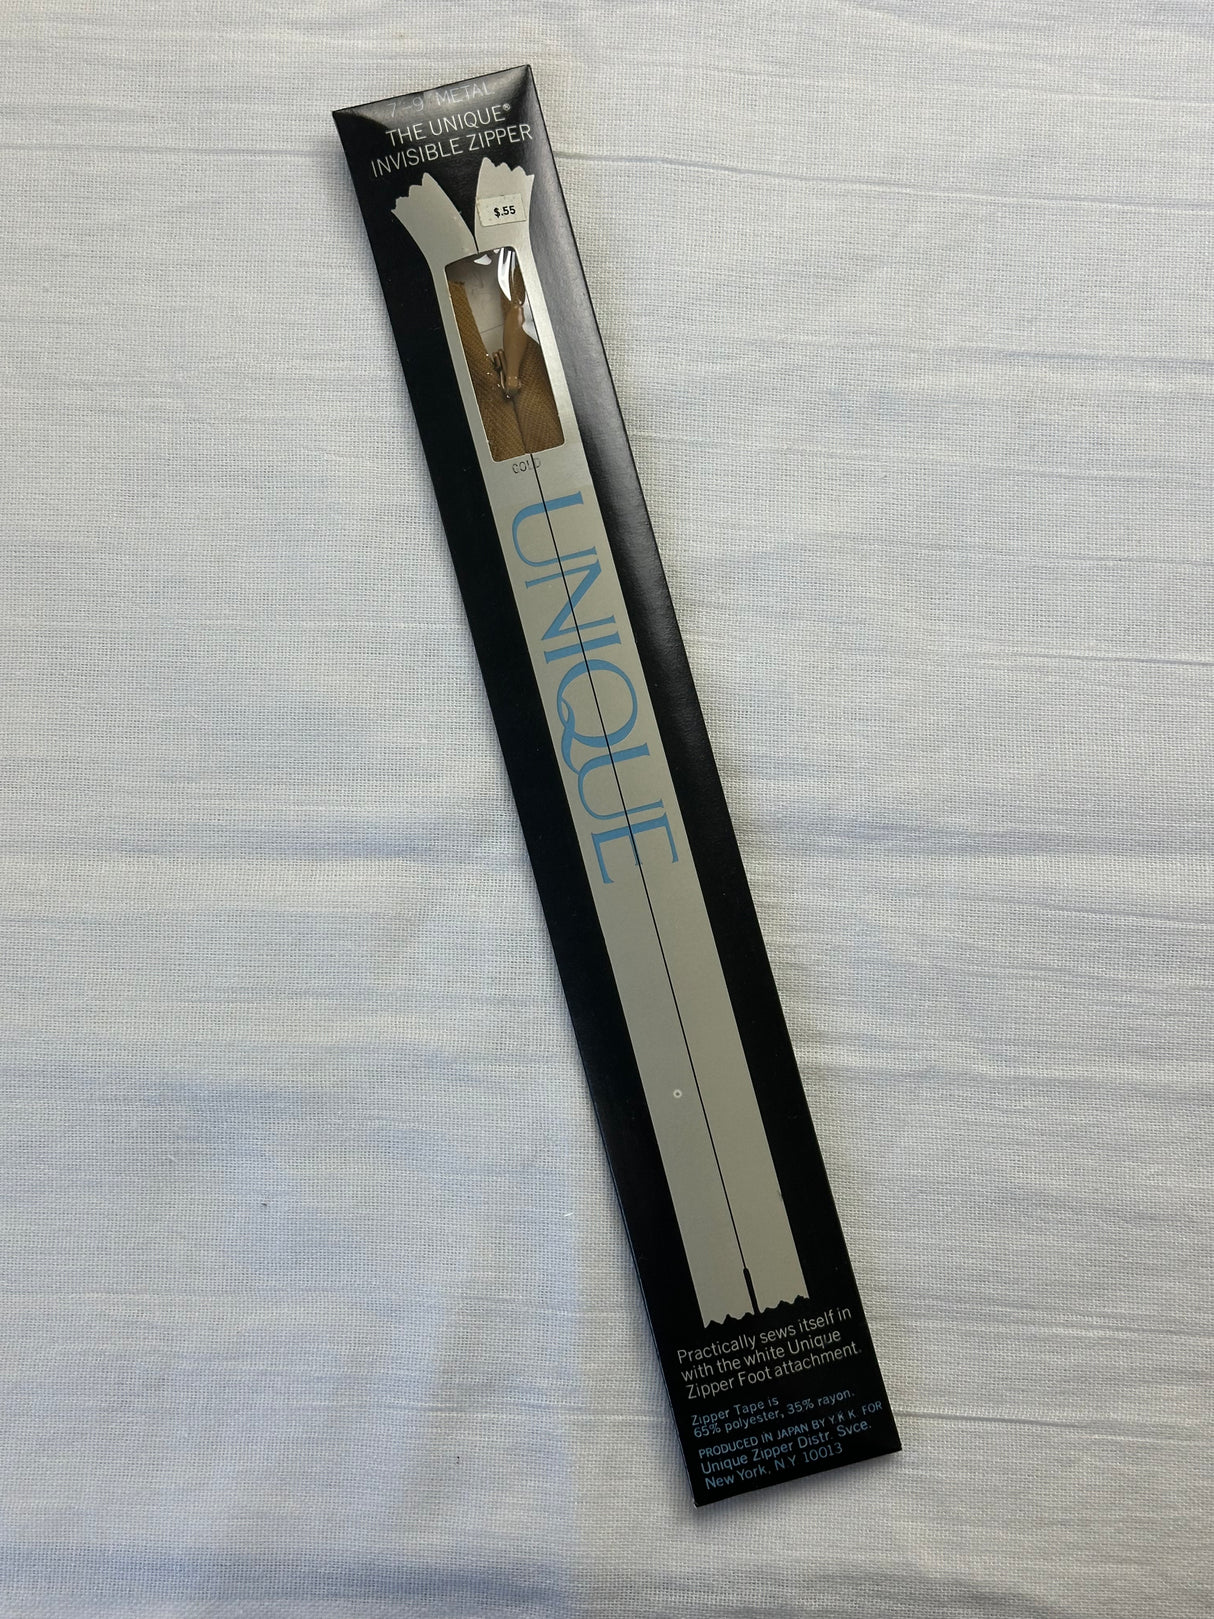 7-9" METAL
THE UNIQUE®
INVISIBLE ZIPPER
$.55
GOLD
UNIQUE
Practically sews itself in
with the white Unique
Zipper Foot attachment.
Zipper Tape is
65% polyester, 35% rayon.
PRODUCED IN JAPAN BY Y K K FOR
Unique Zipper Distr. Svce.
New York, N Y 10013